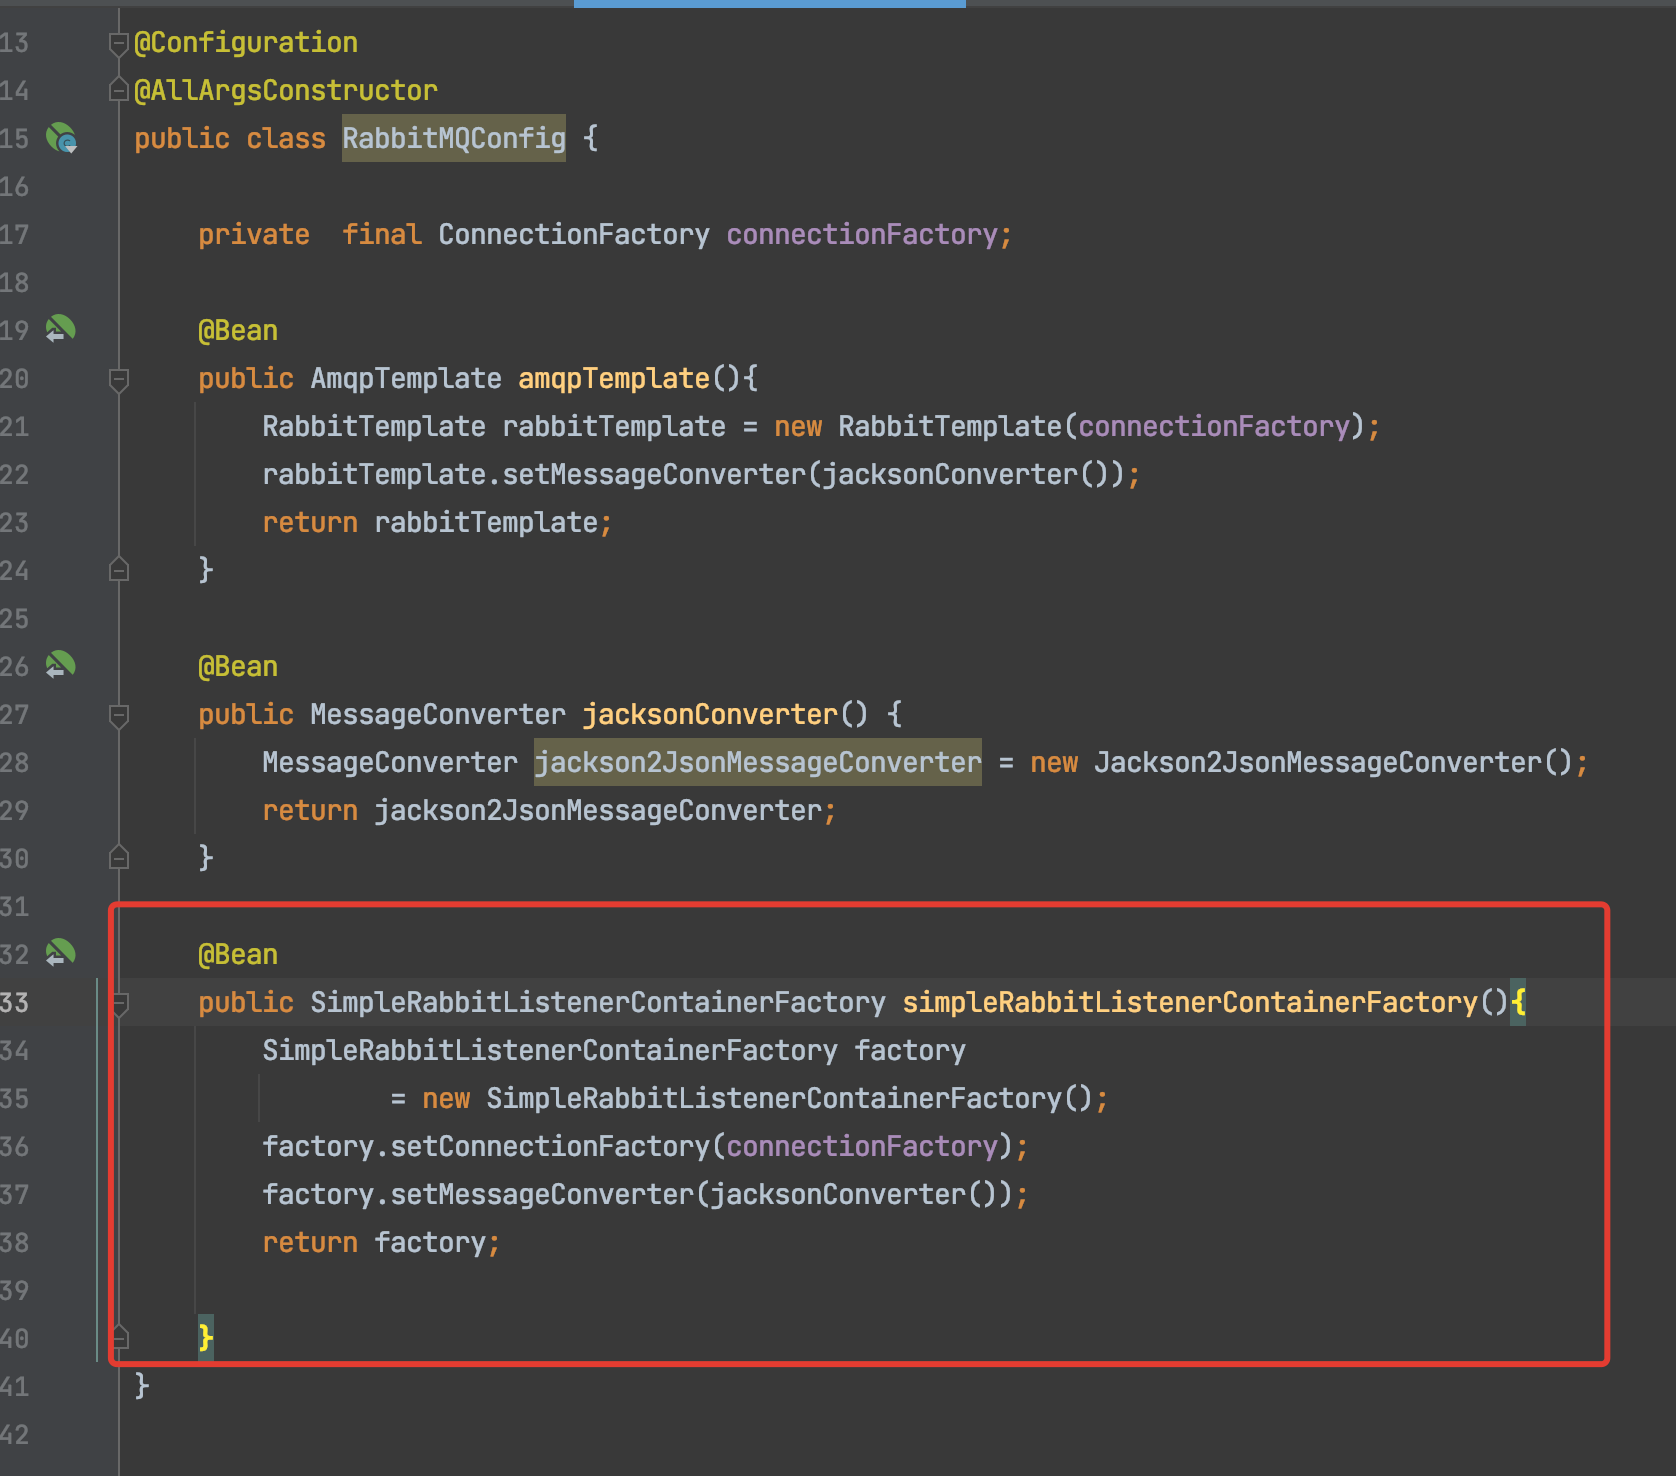 13 @Configuration
14 @AllArgsConstructor
15 public class RabbitMQConfig {
16
17     private  final ConnectionFactory connectionFactory;
18
19     @Bean
20     public AmqpTemplate amqpTemplate(){
21         RabbitTemplate rabbitTemplate = new RabbitTemplate(connectionFactory);
22         rabbitTemplate.setMessageConverter(jacksonConverter());
23         return rabbitTemplate;
24     }
25
26     @Bean
27     public MessageConverter jacksonConverter() {
28         MessageConverter jackson2JsonMessageConverter = new Jackson2JsonMessageConverter();
29         return jackson2JsonMessageConverter;
30     }
31
32     @Bean
33     public SimpleRabbitListenerContainerFactory simpleRabbitListenerContainerFactory(){
34         SimpleRabbitListenerContainerFactory factory
35                 = new SimpleRabbitListenerContainerFactory();
36         factory.setConnectionFactory(connectionFactory);
37         factory.setMessageConverter(jacksonConverter());
38         return factory;
39
40     }
41 }
42